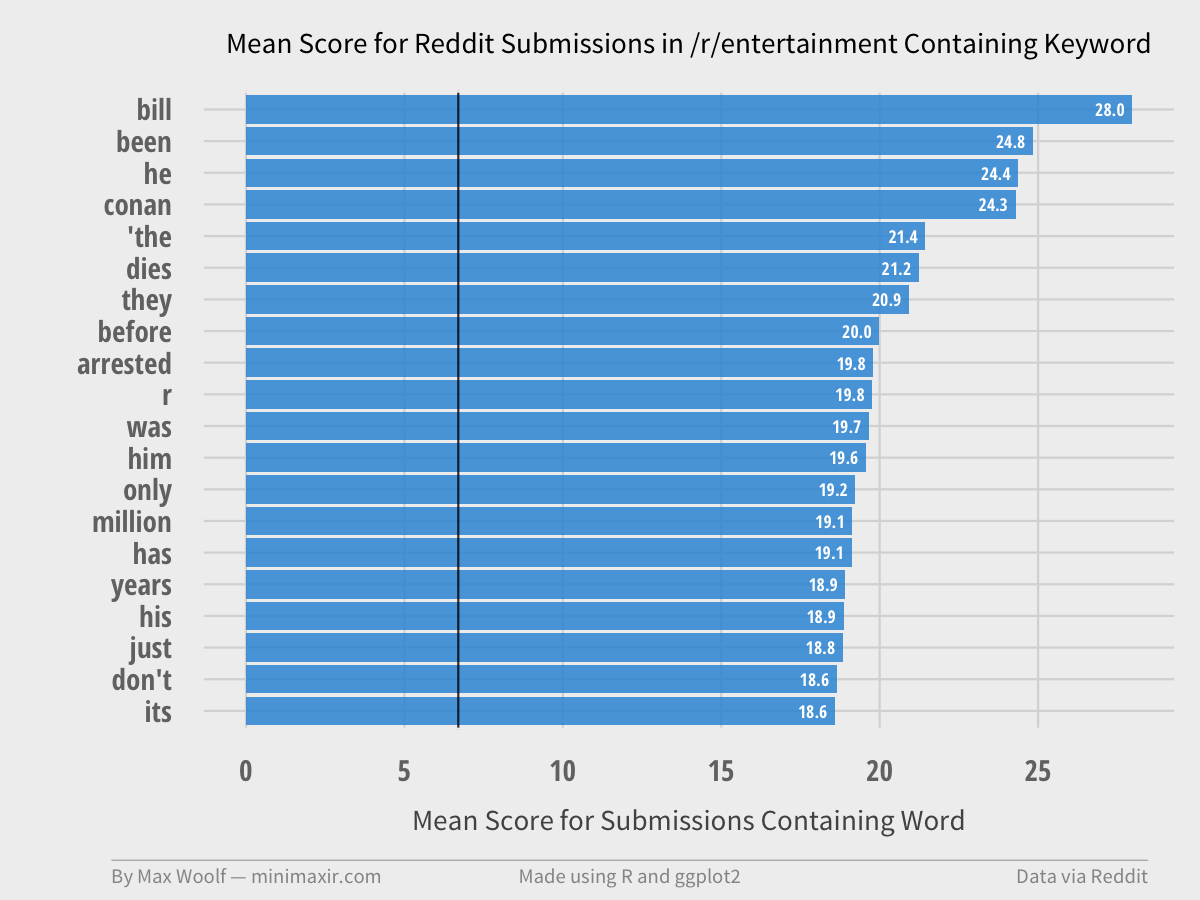 Mean Score for Reddit Submissions in /r/entertainment Containing Keyword
bill 28.0
been 24.8
he 24.4
conan 24.3
'the 21.4
dies 21.2
they 20.9
before 20.0
arrested 19.8
r 19.8
was 19.7
him 19.6
only 19.2
million 19.1
has 19.1
years 18.9
his 18.9
just 18.8
don't 18.6
its 18.6
0 5 10 15 20 25
Mean Score for Submissions Containing Word
By Max Woolf — minimaxir.com Made using R and ggplot2 Data via Reddit